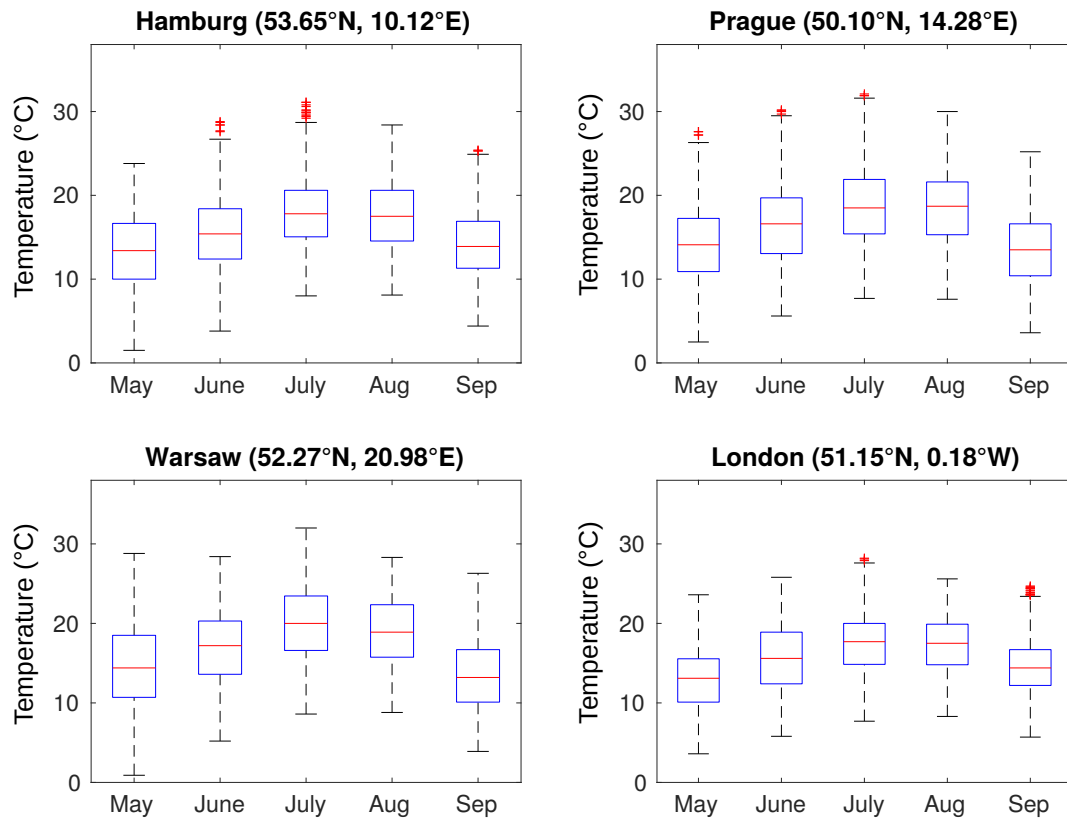 Hamburg (53.65°N, 10.12°E)
Temperature (°C)
30
20
10
0
May June July Aug Sep
Prague (50.10°N, 14.28°E)
Temperature (°C)
30
20
10
0
May June July Aug Sep
Warsaw (52.27°N, 20.98°E)
Temperature (°C)
30
20
10
0
May June July Aug Sep
London (51.15°N, 0.18°W)
Temperature (°C)
30
20
10
0
May June July Aug Sep